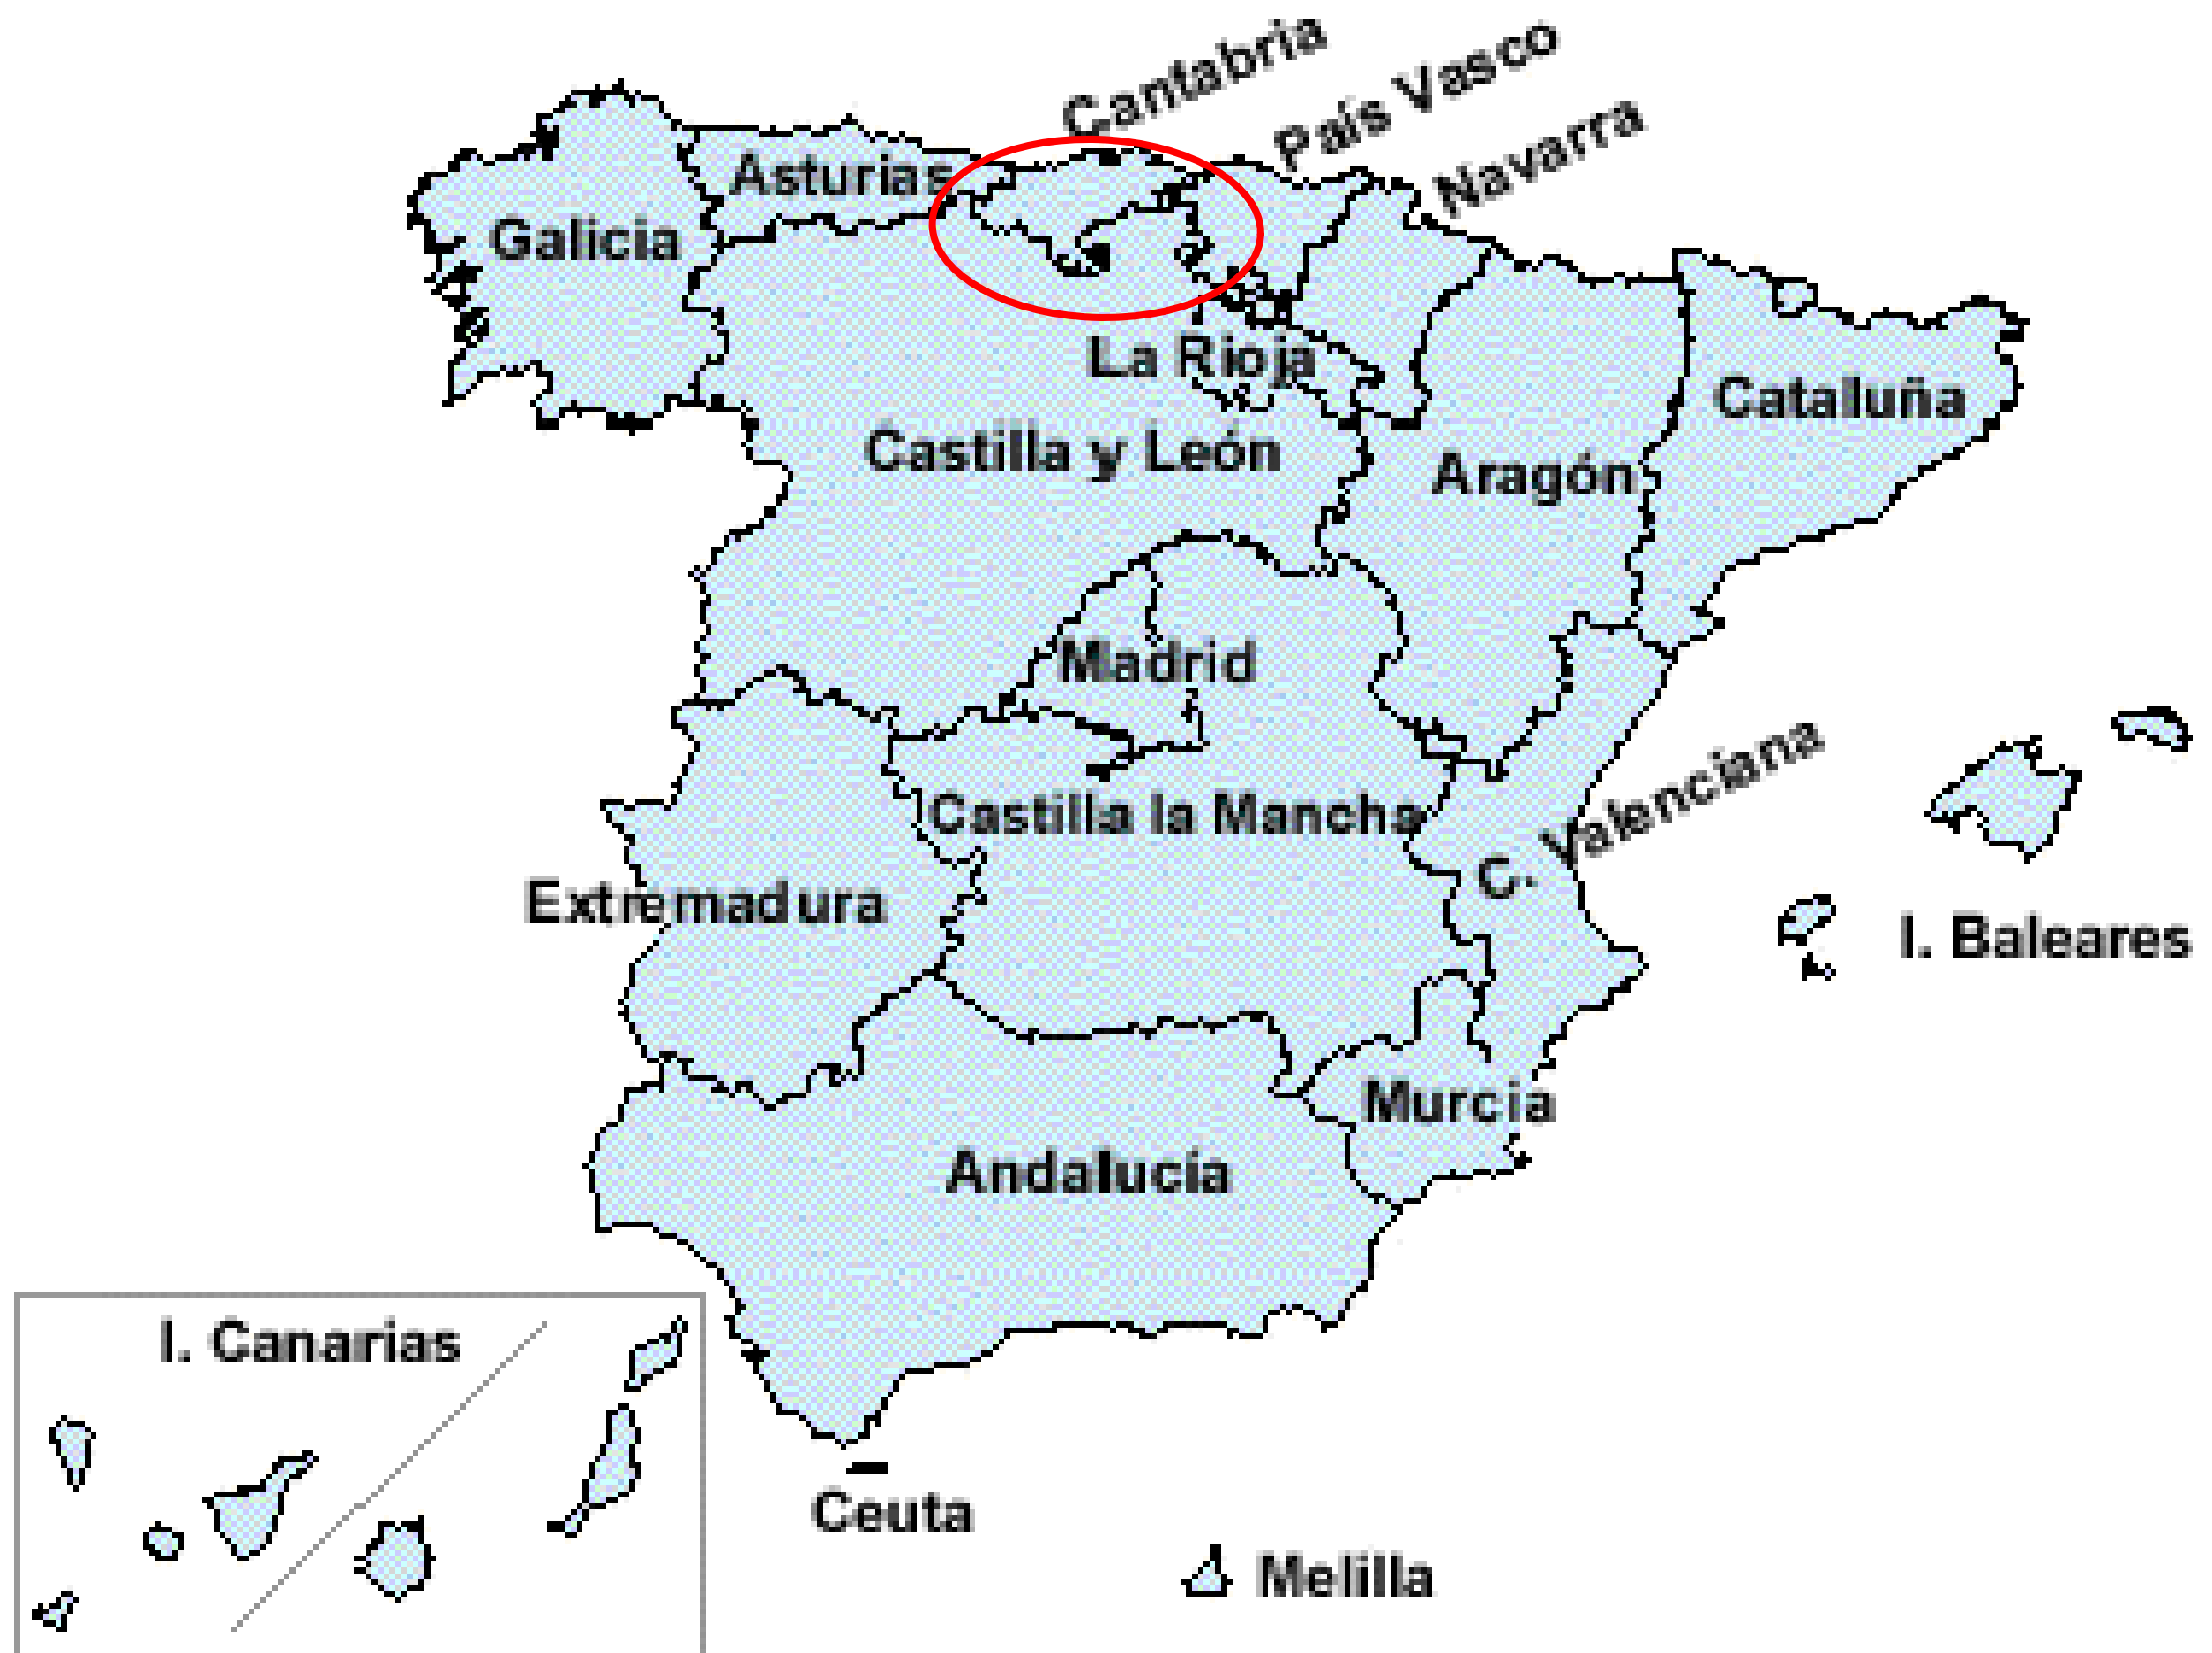 Cantabria
País Vasco
Navarra
Asturias
Galicia
La Rioja
Cataluña
Castilla y León
Aragón
Madrid
C. Valenciana
Castilla la Mancha
Extremadura
I. Baleares
Murcia
Andalucía
I. Canarias
Ceuta
Melilla